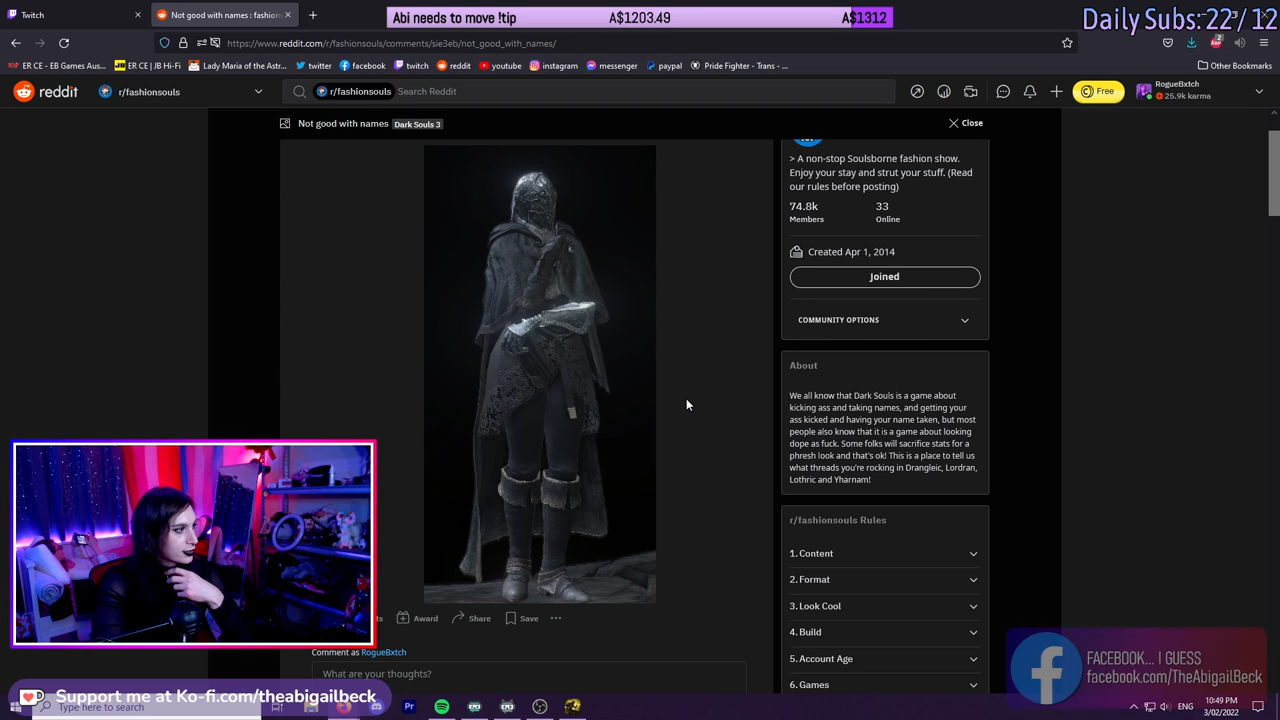 Twitch
Not good with names : fashion
Abi needs to move !tip
A$1203.49
A$1312
Daily Subs: 22/12
https://www.reddit.com/r/fashionsouls/comments/sie3eb/not_good_with_names/
ER CE | EB Games Aus...
ER CE | JB Hi-Fi
Lady Maria of the Astr...
twitter
facebook
twitch
reddit
youtube
instagram
messenger
paypal
Pride Fighter - Trans - ...
Other Bookmarks
reddit
r/fashionsouls
r/fashionsouls
Search Reddit
Free
RogueBxtch
25.9k karma
Not good with names
Dark Souls 3
Close
> A non-stop Soulsborne fashion show.
Enjoy your stay and strut your stuff. (Read
our rules before posting)
74.8k
33
Members
Online
Created Apr 1, 2014
Joined
COMMUNITY OPTIONS
About
We all know that Dark Souls is a game about
kicking ass and taking names, and getting your
ass kicked and having your name taken, but most
people also know that it is a game about looking
dope as fuck. Some folks will sacrifice stats for a
phresh look and that's ok! This is a place to tell us
what threads you're rocking in Drangleic, Lordran,
Lothric and Yharnam!
r/fashionsouls Rules
1. Content
2. Format
3. Look Cool
4. Build
5. Account Age
6. Games
Award
Share
Save
Comment as RogueBxtch
What are your thoughts?
FACEBOOK... I GUESS
facebook.com/TheAbigailBeck
Support me at Ko-fi.com/theabigailbeck
Type here to search
ENG
10:49 PM
3/02/2022